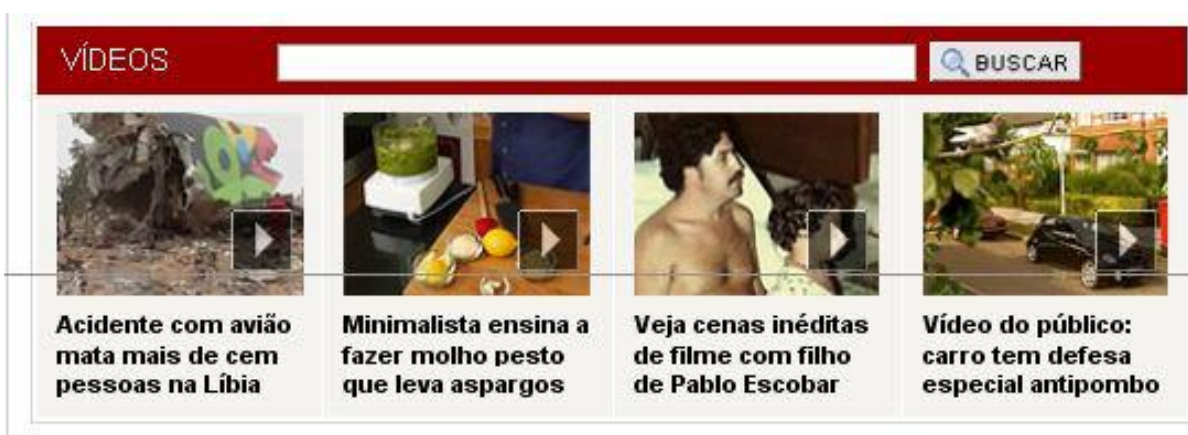 VÍDEOS
BUSCAR
Acidente com avião
mata mais de cem
pessoas na Líbia
Minimalista ensina a
fazer molho pesto
que leva aspargos
Veja cenas inéditas
de filme com filho
de Pablo Escobar
Vídeo do público:
carro tem defesa
especial antipombo